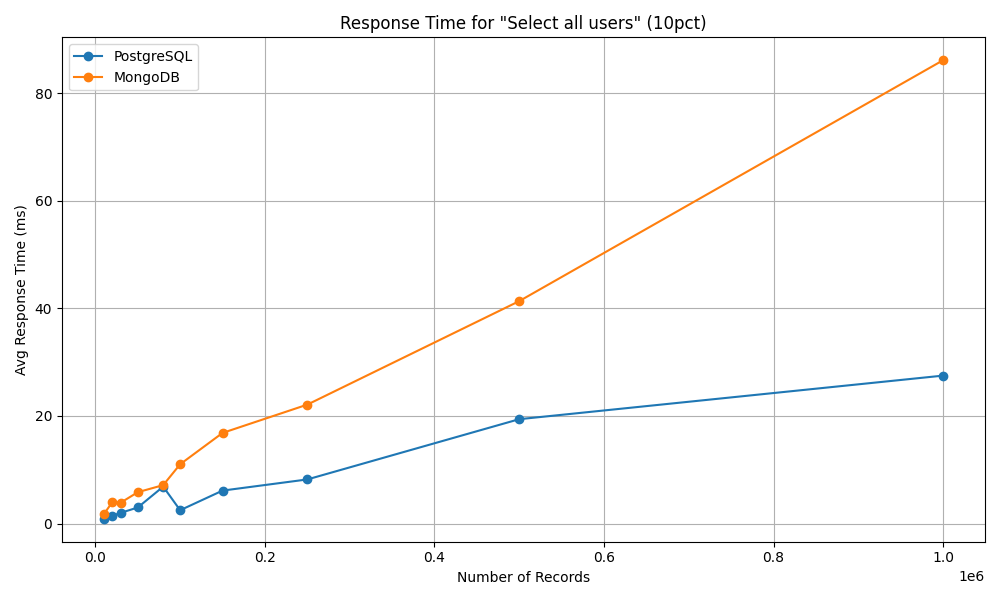 Response Time for "Select all users" (10pct)
PostgreSQL
MongoDB
Avg Response Time (ms)
80
60
40
20
0
0.0
0.2
0.4
0.6
0.8
1.0
1e6
Number of Records